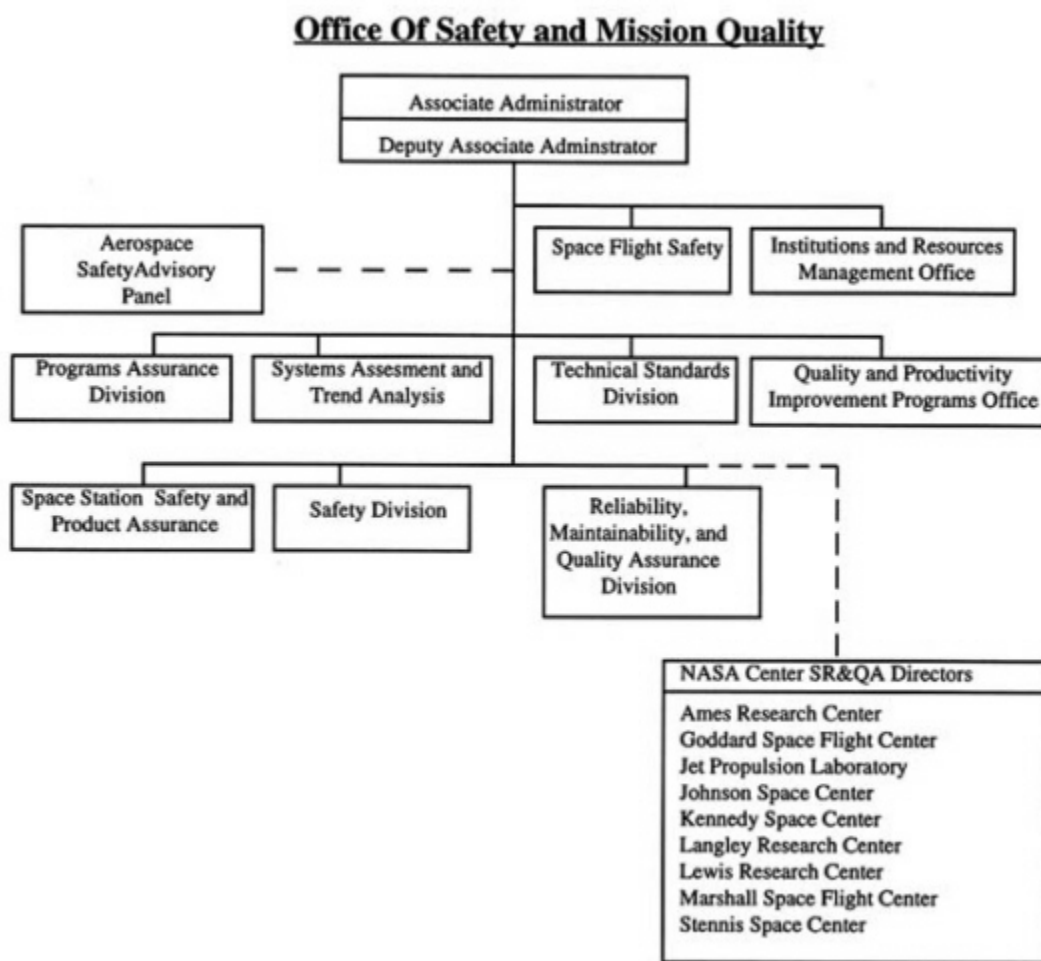 Office Of Safety and Mission Quality
Associate Administrator
Deputy Associate Adminstrator
Aerospace
SafetyAdvisory
Panel
Space Flight Safety
Institutions and Resources
Management Office
Programs Assurance
Division
Systems Assesment and
Trend Analysis
Technical Standards
Division
Quality and Productivity
Improvement Programs Office
Space Station Safety and
Product Assurance
Safety Division
Reliability,
Maintainability, and
Quality Assurance
Division
NASA Center SR&QA Directors
Ames Research Center
Goddard Space Flight Center
Jet Propulsion Laboratory
Johnson Space Center
Kennedy Space Center
Langley Research Center
Lewis Research Center
Marshall Space Flight Center
Stennis Space Center